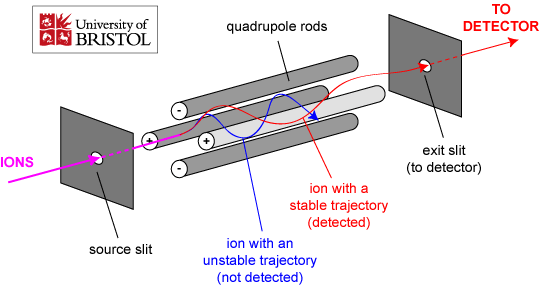 University of
BRISTOL
quadrupole rods
TO
DETECTOR
-
+
+
-
IONS
source slit
ion with an
unstable trajectory
(not detected)
ion with a
stable trajectory
(detected)
exit slit
(to detector)